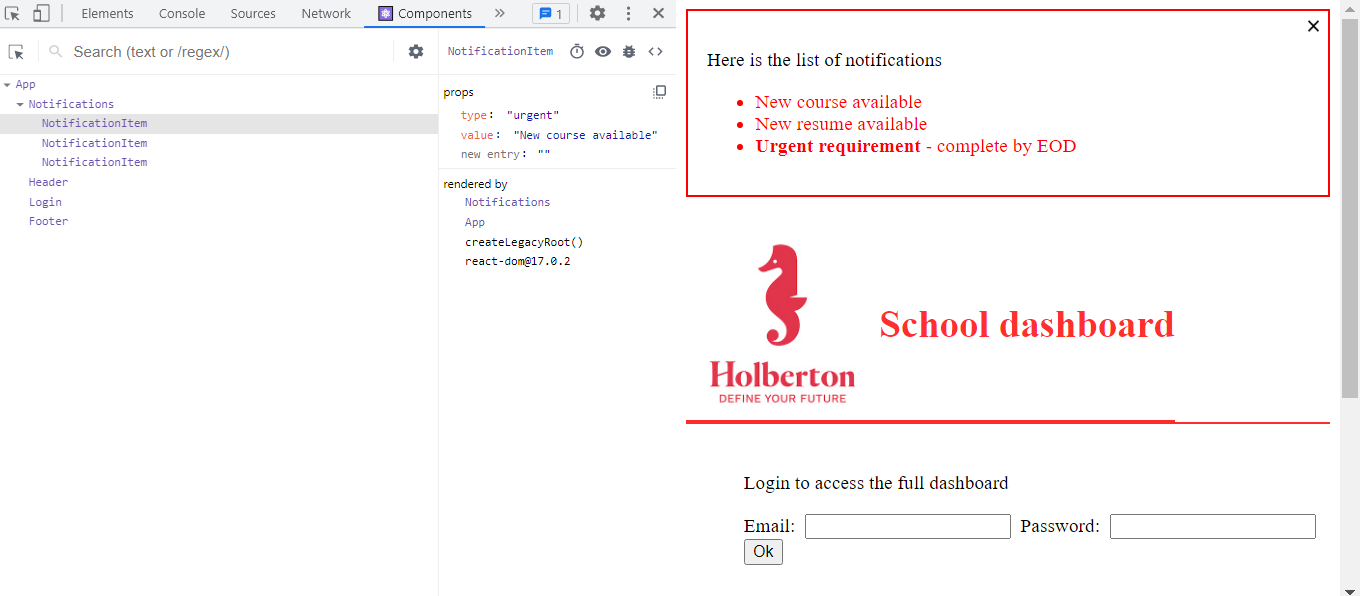 Elements Console Sources Network Components » 1
Search (text or /regex/)
App
Notifications
NotificationItem
NotificationItem
NotificationItem
Header
Login
Footer
NotificationItem
props
type: "urgent"
value: "New course available"
new entry: ""
rendered by
Notifications
App
createLegacyRoot()
react-dom@17.0.2
Here is the list of notifications
• New course available
• New resume available
• Urgent requirement - complete by EOD
Holberton
DEFINE YOUR FUTURE
School dashboard
Login to access the full dashboard
Email: Password:
Ok